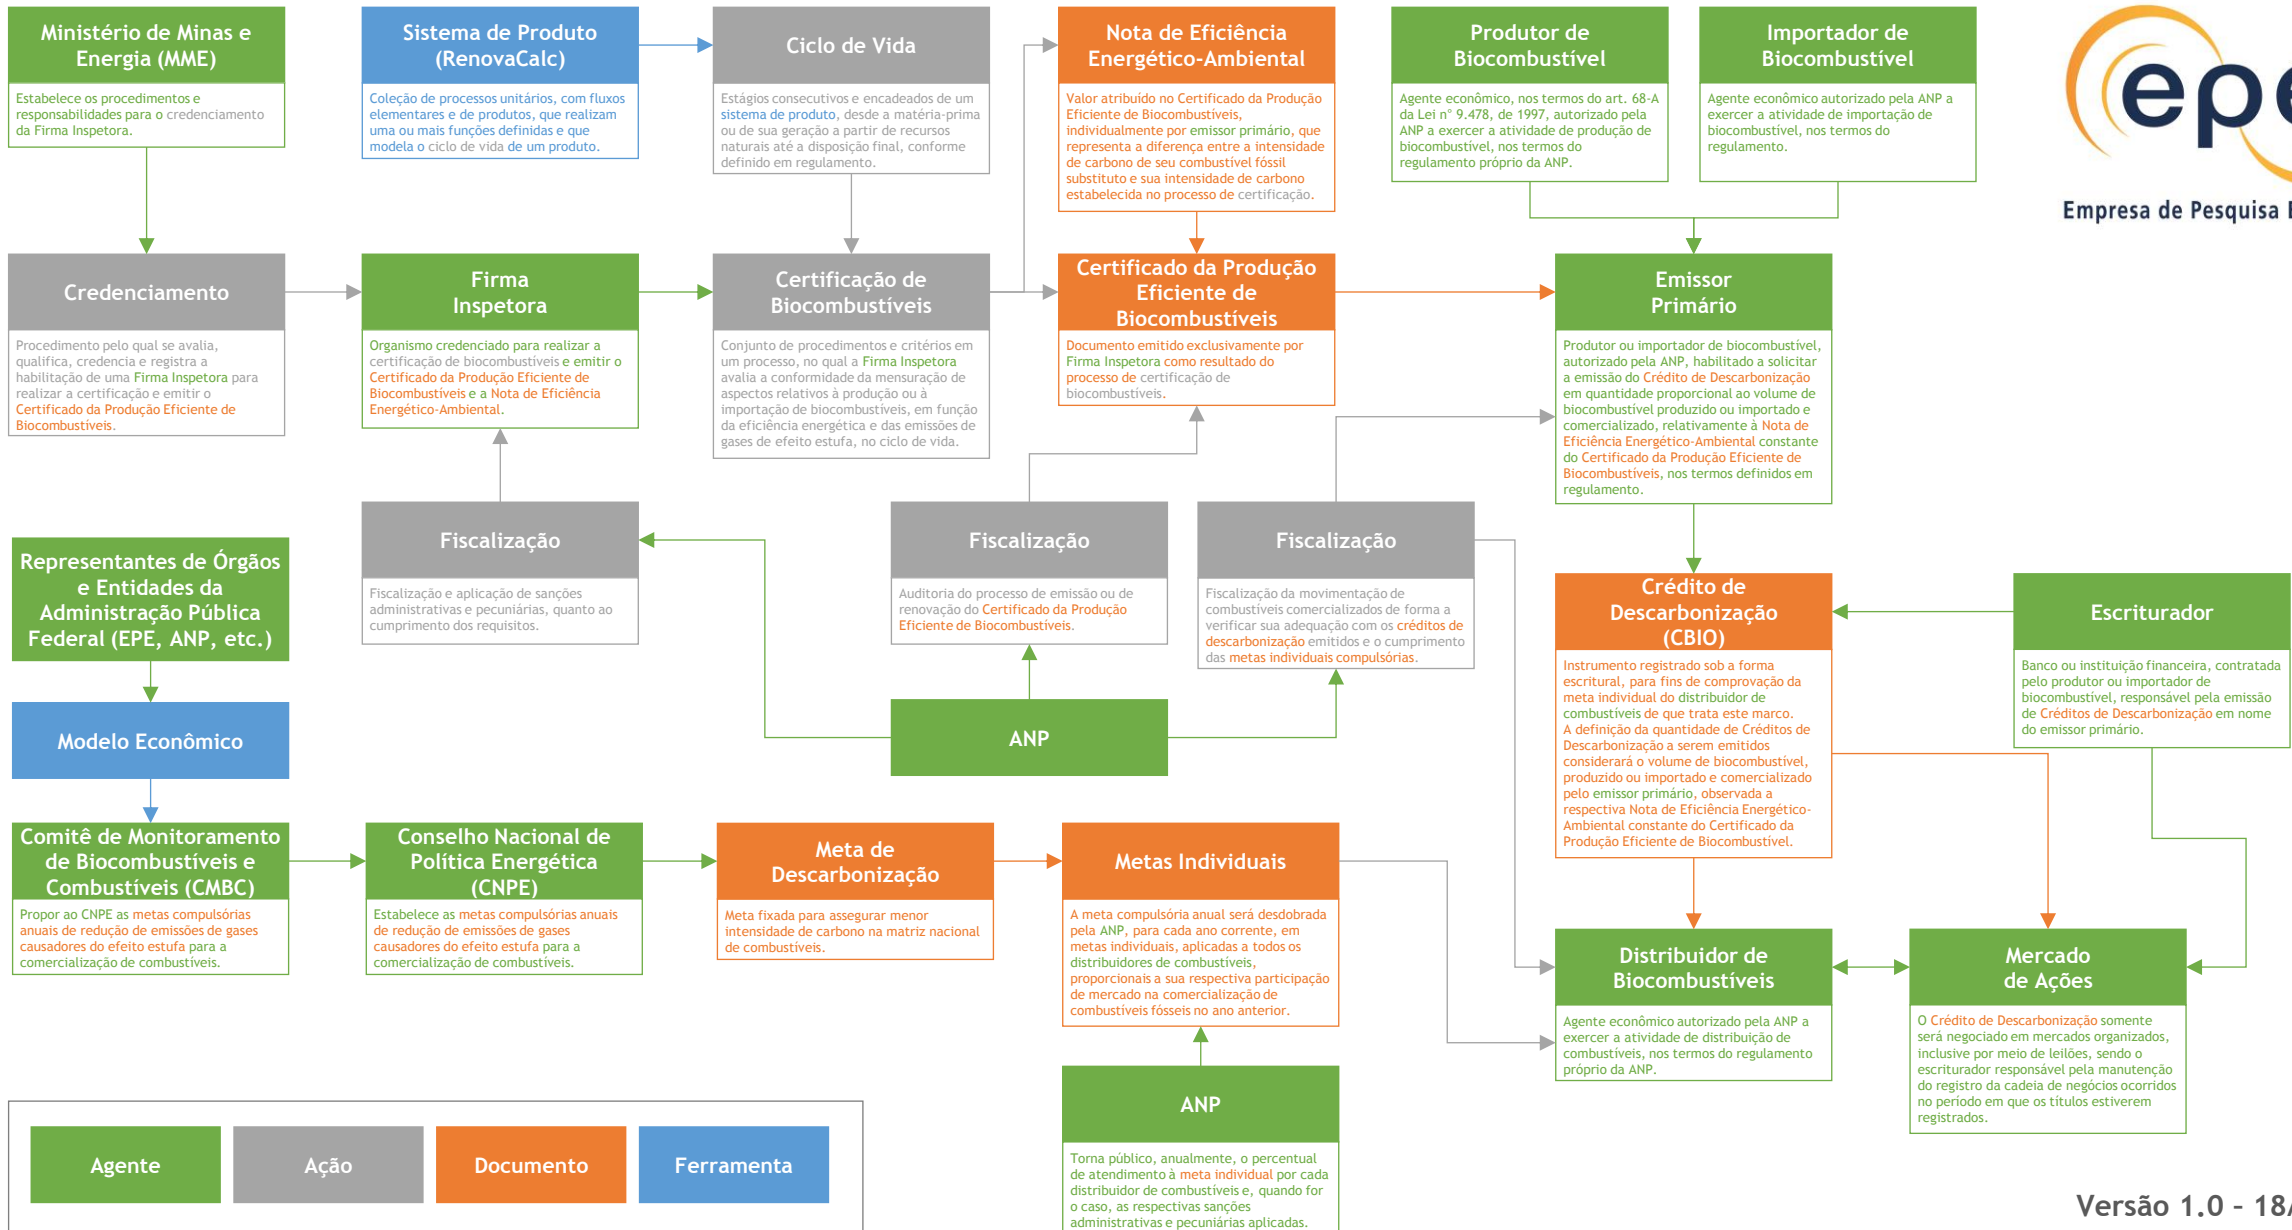 Ministério de Minas e
Energia (MME)
Estabelece os procedimentos e
responsabilidades para o credenciamento
da Firma Inspetora.
Sistema de Produto
(RenovaCalc)
Coleção de processos unitários, com fluxos
elementares e de produtos, que realizam
uma ou mais funções definidas e que
modela o ciclo de vida de um produto.
Ciclo de Vida
Estágios consecutivos e encadeados de um
sistema de produto, desde a matéria-prima
ou de sua geração a partir de recursos
naturais até a disposição final, conforme
definido em regulamento.
Nota de Eficiência
Energético-Ambiental
Valor atribuído no Certificado da Produção
Eficiente de Biocombustíveis,
individualmente por emissor primário, que
representa a diferença entre a intensidade
de carbono de seu combustível fóssil
substituto e sua intensidade de carbono
estabelecida no processo de certificação.
Produtor de
Biocombustível
Agente econômico, nos termos do art. 68-A
da Lei n° 9.478, de 1997, autorizado pela
ANP a exercer a atividade de produção de
biocombustível, nos termos do
regulamento próprio da ANP.
Importador de
Biocombustível
Agente econômico autorizado pela ANP a
exercer a atividade de importação de
biocombustível, nos termos do
regulamento.
Empresa de Pesquisa
Credenciamento
Procedimento pelo qual se avalia,
qualifica, credencia e registra a
habilitação de uma Firma Inspetora para
realizar a certificação e emitir o
Certificado da Produção Eficiente de
Biocombustíveis.
Firma
Inspetora
Organismo credenciado para realizar a
certificação de biocombustíveis e emitir o
Certificado da Produção Eficiente de
Biocombustíveis e a Nota de Eficiência
Energético-Ambiental.
Certificação de
Biocombustíveis
Conjunto de procedimentos e critérios em
um processo, no qual a Firma Inspetora
avalia a conformidade da mensuração de
aspectos relativos à produção ou à
importação de biocombustíveis, em função
da eficiência energética e das emissões de
gases de efeito estufa, no ciclo de vida.
Certificado da Produção
Eficiente de
Biocombustíveis
Documento emitido exclusivamente por
Firma Inspetora como resultado do
processo de certificação de
biocombustíveis.
Emissor
Primário
Produtor ou importador de biocombustível,
autorizado pela ANP, habilitado a solicitar
a emissão do Crédito de Descarbonização
em quantidade proporcional ao volume de
biocombustível produzido ou importado e
comercializado, relativamente à Nota de
Eficiência Energético-Ambiental constante
do Certificado da Produção Eficiente de
Biocombustíveis, nos termos definidos em
regulamento.
Fiscalização
Fiscalização e aplicação de sanções
administrativas e pecuniárias, quanto ao
cumprimento dos requisitos.
Fiscalização
Auditoria do processo de emissão ou de
renovação do Certificado da Produção
Eficiente de Biocombustíveis.
Fiscalização
Fiscalização da movimentação de
combustíveis comercializados de forma a
verificar sua adequação com os créditos de
descarbonização emitidos e o cumprimento
das metas individuais compulsórias.
Representantes de Órgãos
e Entidades da
Administração Pública
Federal (EPE, ANP, etc.)
Modelo Econômico
ANP
Crédito de
Descarbonização
(CBIO)
Instrumento registrado sob a forma
escritural, para fins de comprovação da
meta individual do distribuidor de
combustíveis de que trata este marco.
A definição da quantidade de Créditos de
Descarbonização a serem emitidos
considerará o volume de biocombustível,
produzido ou importado e comercializado
pelo emissor primário, observada a
respectiva Nota de Eficiência Energético-
Ambiental constante do Certificado da
Produção Eficiente de Biocombustível.
Escriturador
Banco ou instituição financeira, contratada
pelo produtor ou importador de
biocombustível, responsável pela emissão
de Créditos de Descarbonização em nome
do emissor primário.
Comitê de Monitoramento
de Biocombustíveis e
Combustíveis (CMBC)
Propor ao CNPE as metas compulsórias
anuais de redução de emissões de gases
causadores do efeito estufa para a
comercialização de combustíveis.
Conselho Nacional de
Política Energética
(CNPE)
Estabelece as metas compulsórias anuais
de redução de emissões de gases
causadores do efeito estufa para a
comercialização de combustíveis.
Meta de
Descarbonização
Meta fixada para assegurar menor
intensidade de carbono na matriz nacional
de combustíveis.
Metas Individuais
A meta compulsória anual será desdobrada
pela ANP, para cada ano corrente, em
metas individuais, aplicadas a todos os
distribuidores de combustíveis,
proporcionais a sua respectiva participação
de mercado na comercialização de
combustíveis fósseis no ano anterior.
Distribuidor de
Biocombustíveis
Agente econômico autorizado pela ANP a
exercer a atividade de distribuição de
combustíveis, nos termos do regulamento
próprio da ANP.
Mercado
de Ações
O Crédito de Descarbonização somente
será negociado em mercados organizados,
inclusive por meio de leilões, sendo o
escriturador responsável pela manutenção
do registro da cadeia de negócios ocorridos
no período em que os títulos estiverem
registrados.
ANP
Torna público, anualmente, o percentual
de atendimento à meta individual por cada
distribuidor de combustíveis e, quando for
o caso, as respectivas sanções
administrativas e pecuniárias aplicadas.
Agente
Ação
Documento
Ferramenta
Versão 1.0 – 18/